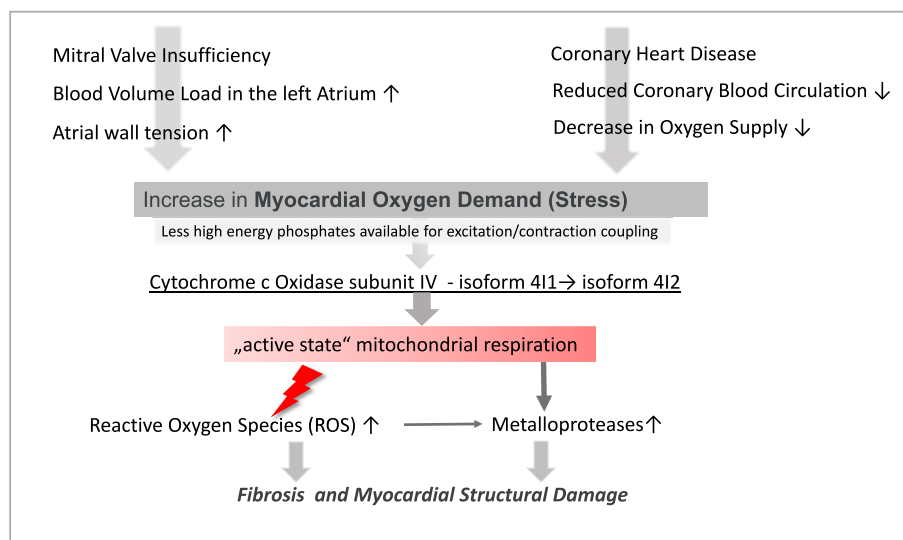 Mitral Valve Insufficiency
Blood Volume Load in the left Atrium ↑
Atrial wall tension ↑
Coronary Heart Disease
Reduced Coronary Blood Circulation ↓
Decrease in Oxygen Supply ↓
Increase in Myocardial Oxygen Demand (Stress)
Less high energy phosphates available for excitation/contraction coupling
Cytochrome c Oxidase subunit IV - isoform 4I1→ isoform 4I2
„active state“ mitochondrial respiration
Reactive Oxygen Species (ROS) ↑
Metalloproteases↑
Fibrosis and Myocardial Structural Damage